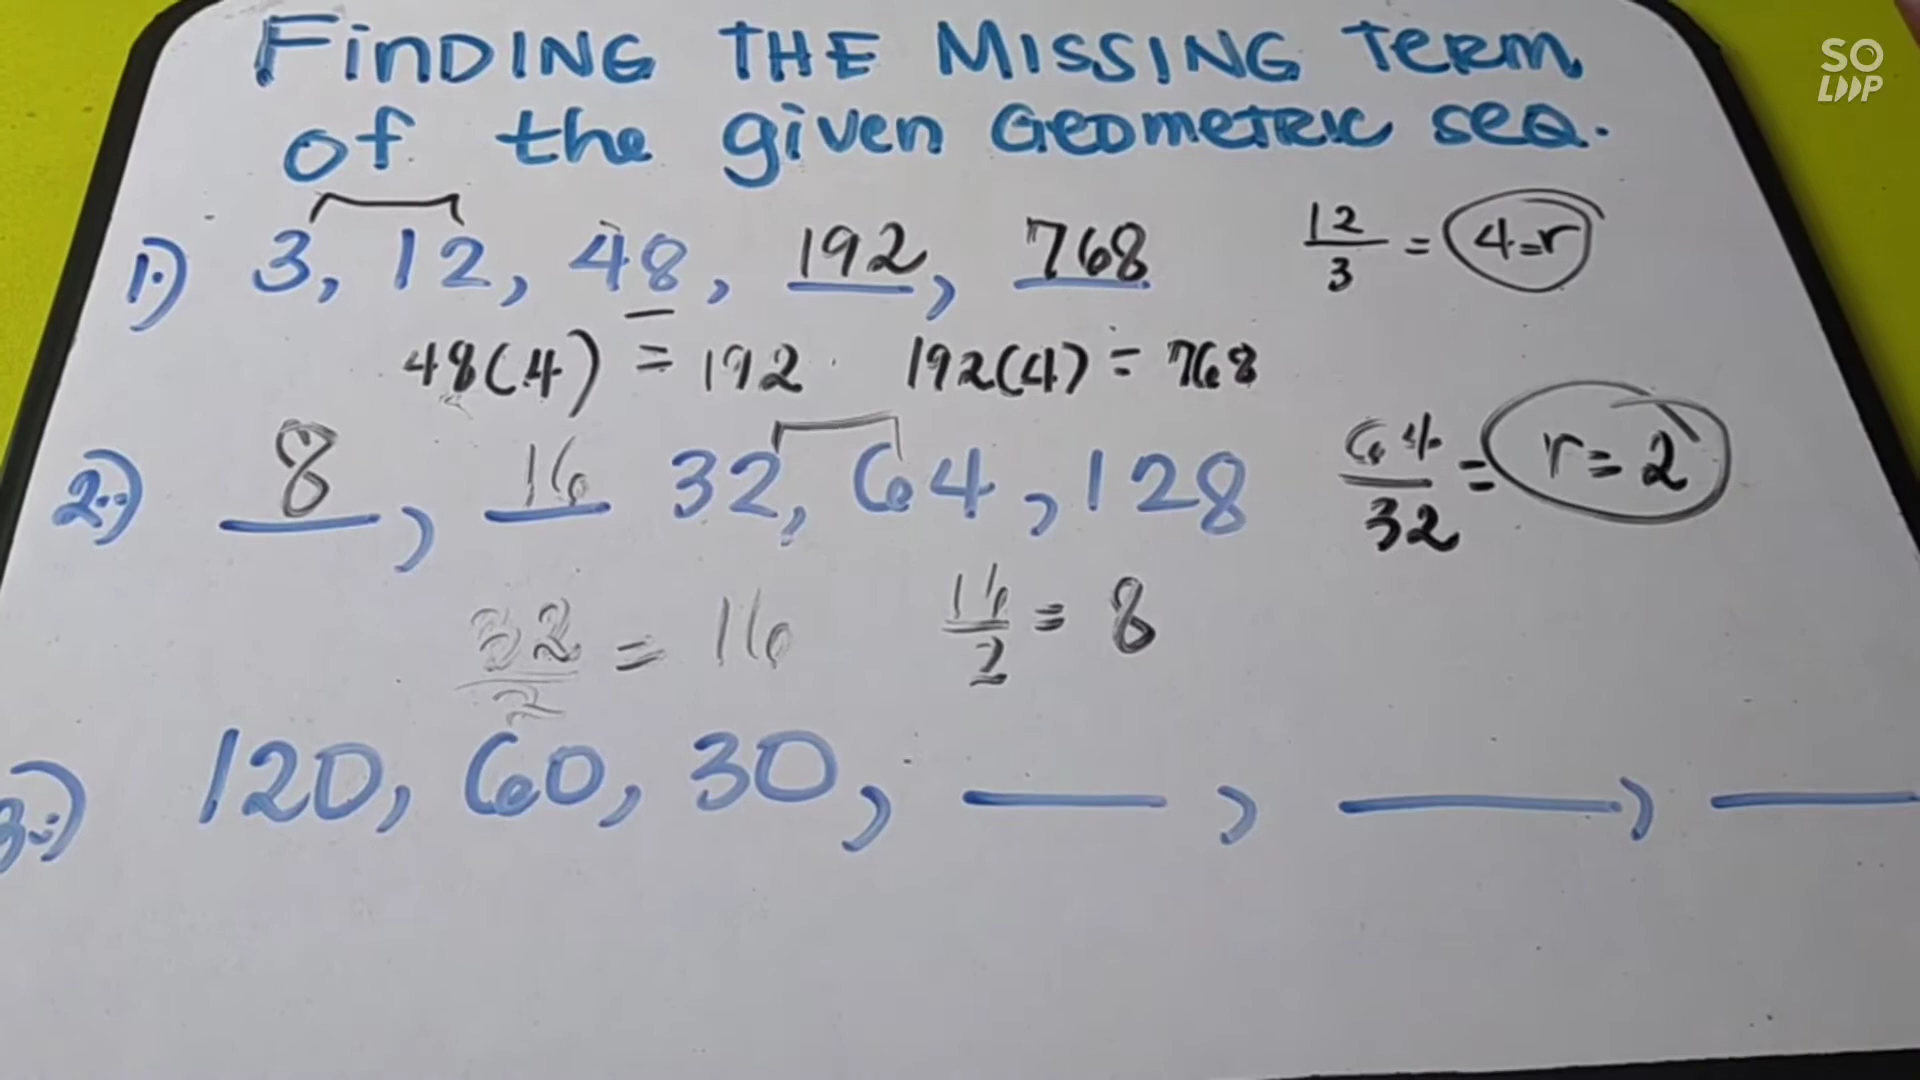 FINDING THE MISSING TERM
of the given GEOMETRIC SEQ.
SO
LOOP
1.) 3, 12, 48, 192, 768
12/3 = 4=r
48(4) = 192 192(4) = 768
2.) 8, 16 32, 64, 128
64/32 = r=2
32/2 = 16 16/2 = 8
3.) 120, 60, 30, ___, ___, ___